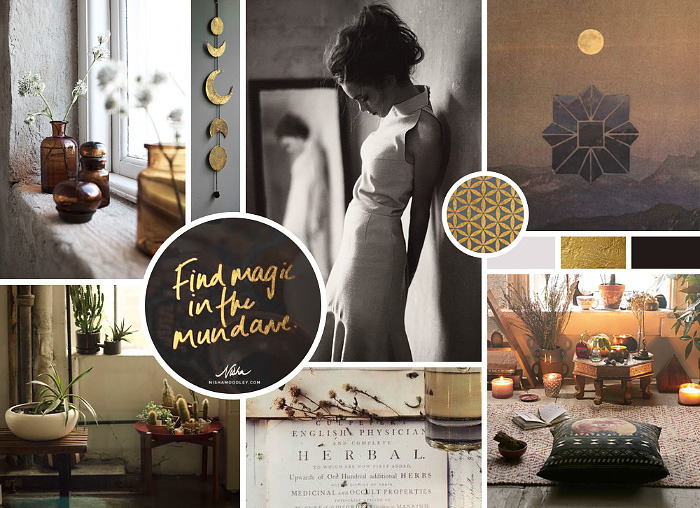 Find magic
in the
mundane.
Nisha
NISHAMOODLEY.COM
ENGLISH PHYSICIAN
AND COMPLETE
HERBAL.
TO WHICH ARE NOW FIRST ADDED,
Upwards of One Hundred additional HERBS
MEDICINAL AND OCCULT PROPERTIES